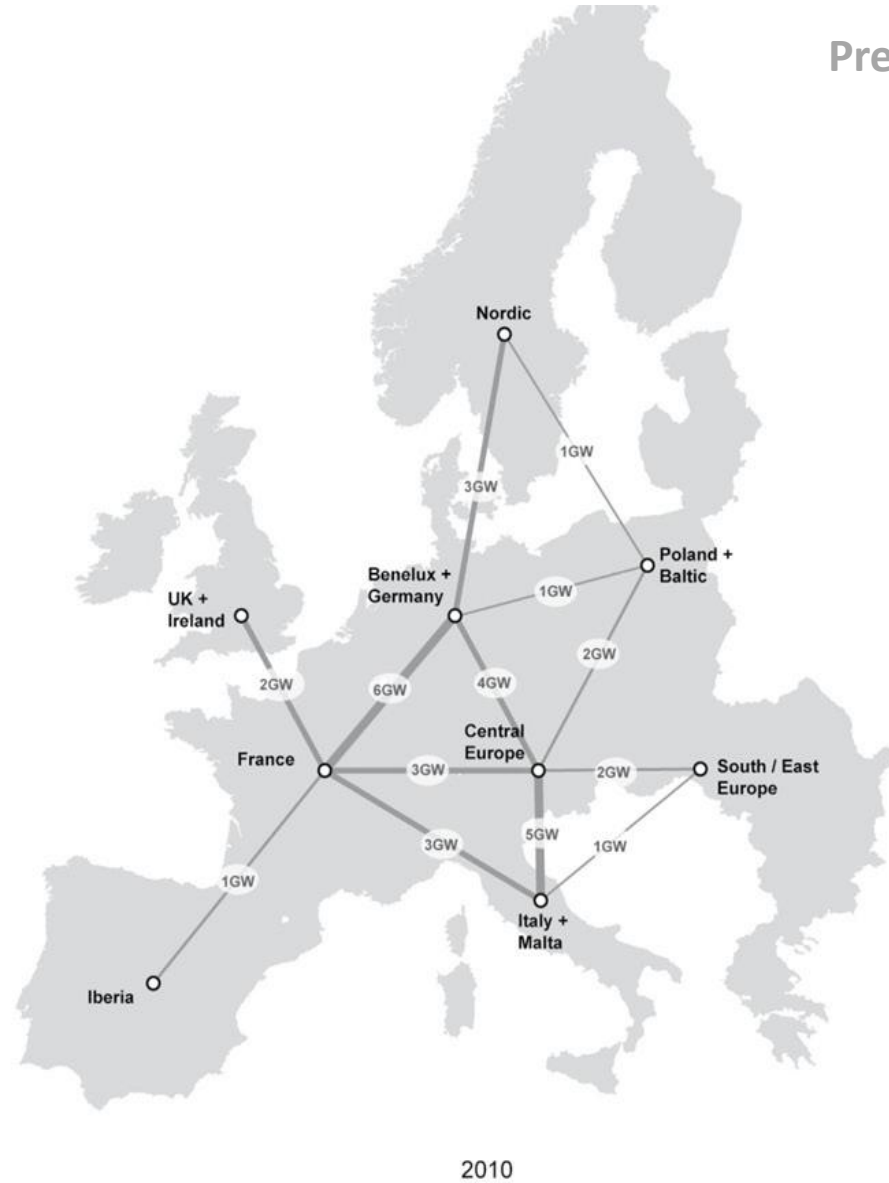 Pre
Nordic
1GW
3GW
Poland +
Baltic
Benelux +
Germany
1GW
UK +
Ireland
2GW
2GW
6GW
4GW
Central
Europe
France
3GW
2GW
South / East
Europe
5GW
3GW
1GW
1GW
Italy +
Malta
Iberia
2010